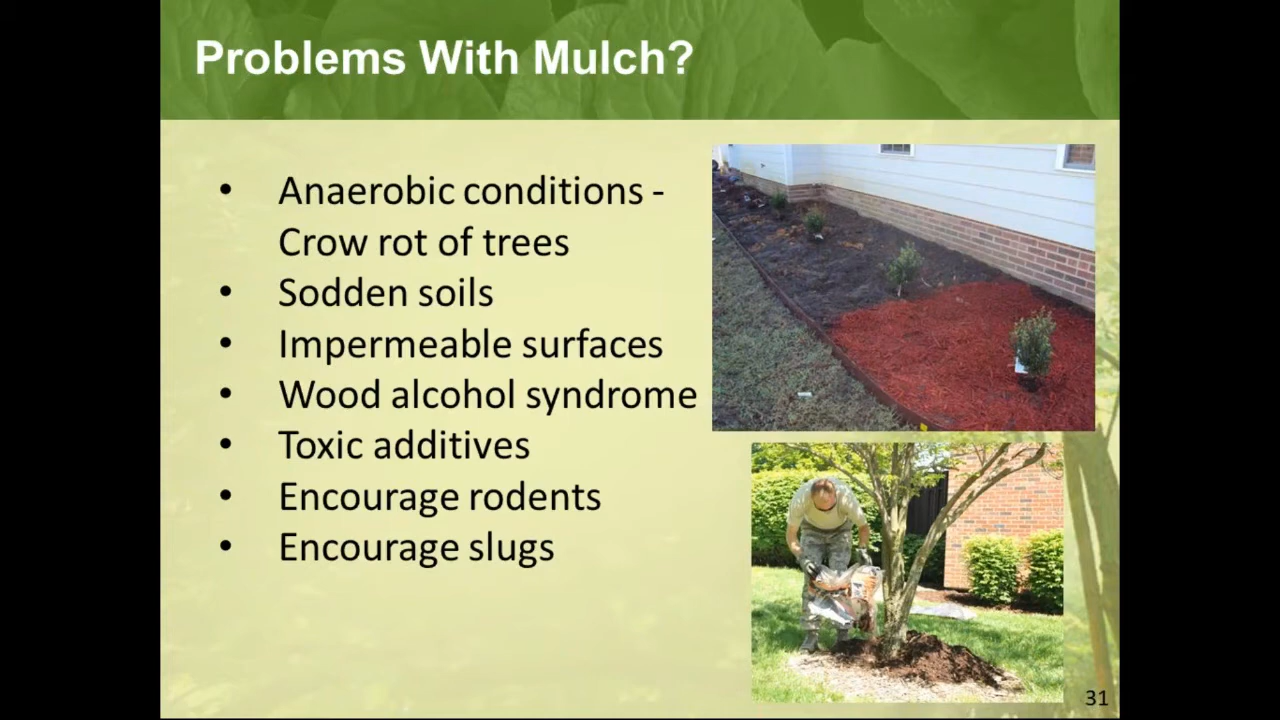 Problems With Mulch?
• Anaerobic conditions -
Crow rot of trees
• Sodden soils
• Impermeable surfaces
• Wood alcohol syndrome
• Toxic additives
• Encourage rodents
• Encourage slugs
31